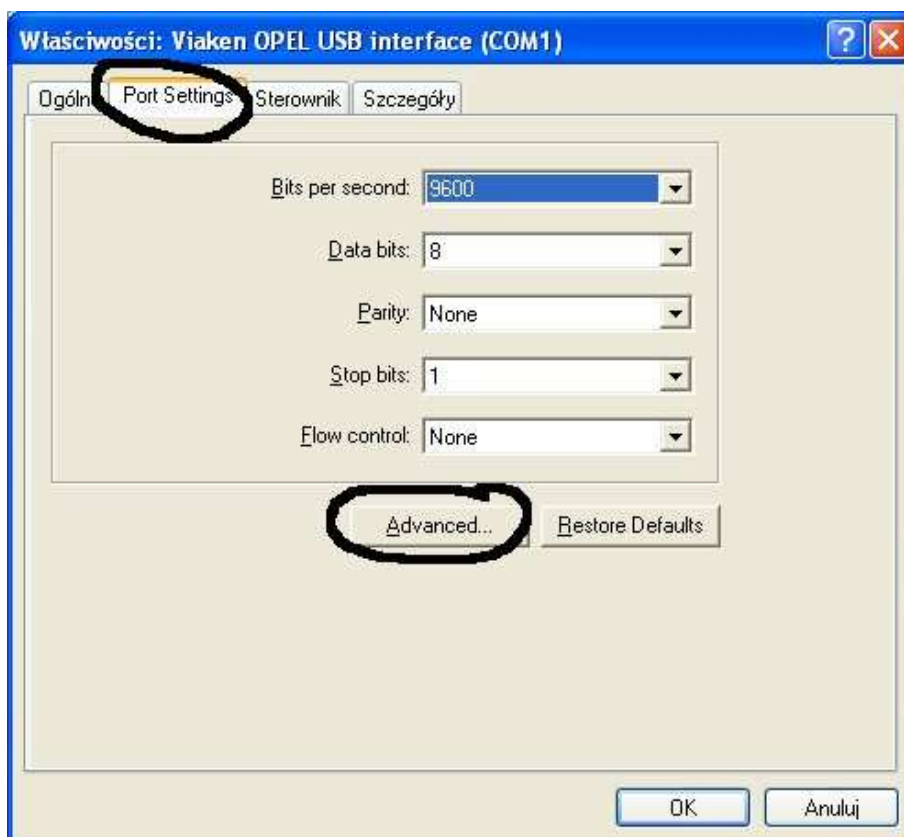 Właściwości: Viaken OPEL USB interface (COM1)
Ogóln Port Settings Sterownik Szczegóły
Bits per second: 9600
Data bits: 8
Parity: None
Stop bits: 1
Flow control: None
Advanced... Restore Defaults
OK Anuluj